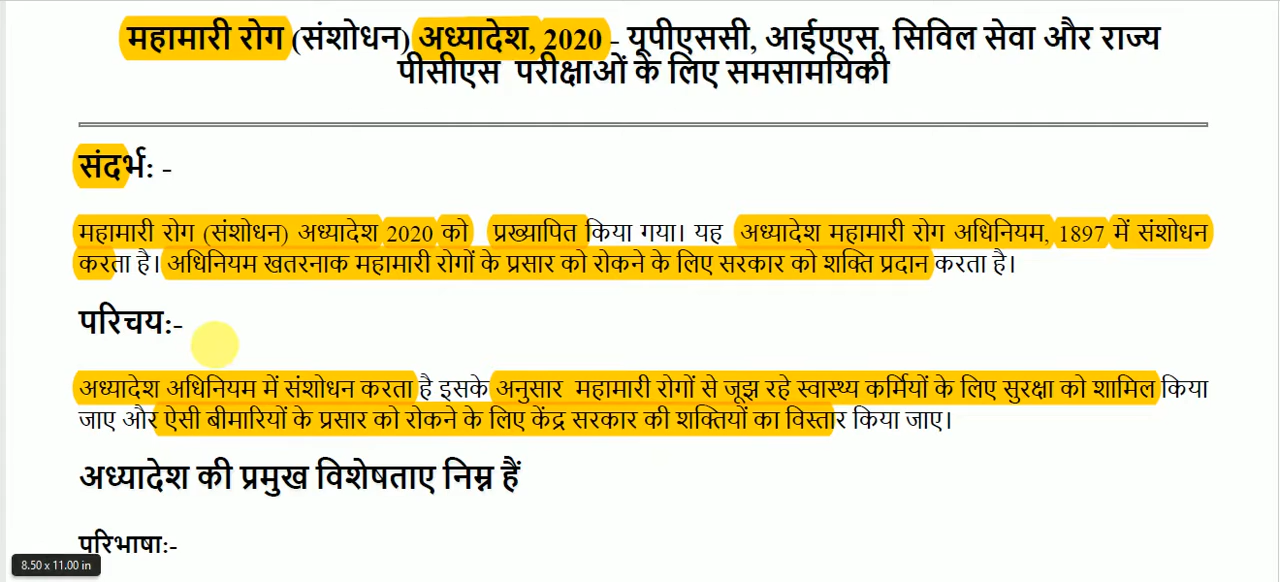 महामारी रोग (संशोधन) अध्यादेश, 2020 - यूपीएससी, आईएएस, सिविल सेवा और राज्य
पीसीएस परीक्षाओं के लिए समसामयिकी
संदर्भ: -
महामारी रोग (संशोधन) अध्यादेश 2020 को प्रख्यापित किया गया। यह अध्यादेश महामारी रोग अधिनियम, 1897 में संशोधन
करता है। अधिनियम खतरनाक महामारी रोगों के प्रसार को रोकने के लिए सरकार को शक्ति प्रदान करता है।
परिचय:-
अध्यादेश अधिनियम में संशोधन करता है इसके अनुसार महामारी रोगों से जूझ रहे स्वास्थ्य कर्मियों के लिए सुरक्षा को शामिल किया
जाए और ऐसी बीमारियों के प्रसार को रोकने के लिए केंद्र सरकार की शक्तियों का विस्तार किया जाए।
अध्यादेश की प्रमुख विशेषताए निम्न हैं
परिभाषा:-
8.50 x 11.00 in